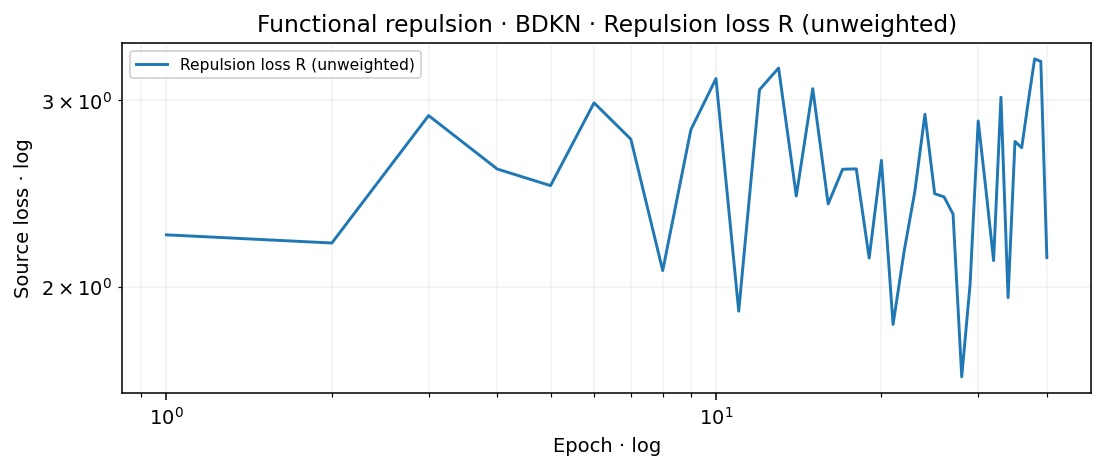 Functional repulsion · BDKN · Repulsion loss R (unweighted)
Repulsion loss R (unweighted)
Source loss · log
3 × 10⁰
2 × 10⁰
10⁰
10¹
Epoch · log